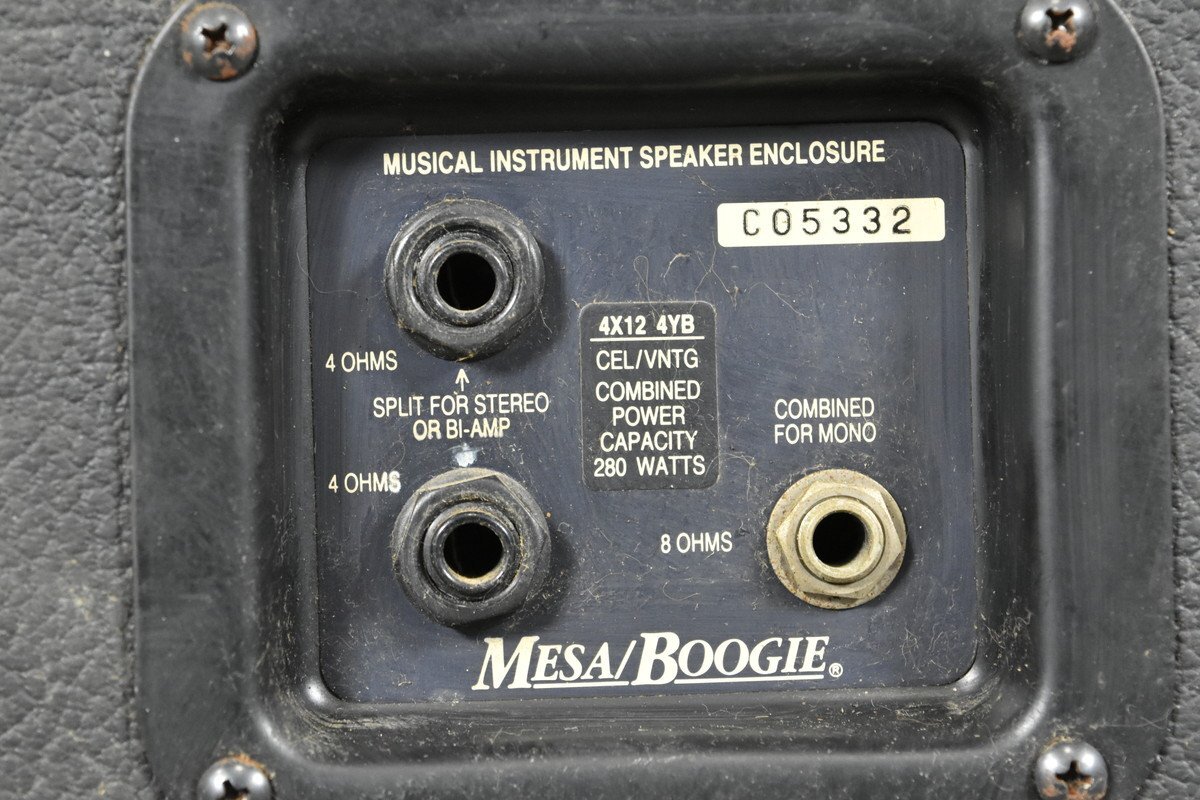 MUSICAL INSTRUMENT SPEAKER ENCLOSURE
C05332
4 OHMS
↑
SPLIT FOR STEREO
OR BI-AMP
4 OHMS
4X12 4YB
CEL/VNTG
COMBINED
POWER
CAPACITY
280 WATTS
COMBINED
FOR MONO
8 OHMS
MESA/BOOGIE®